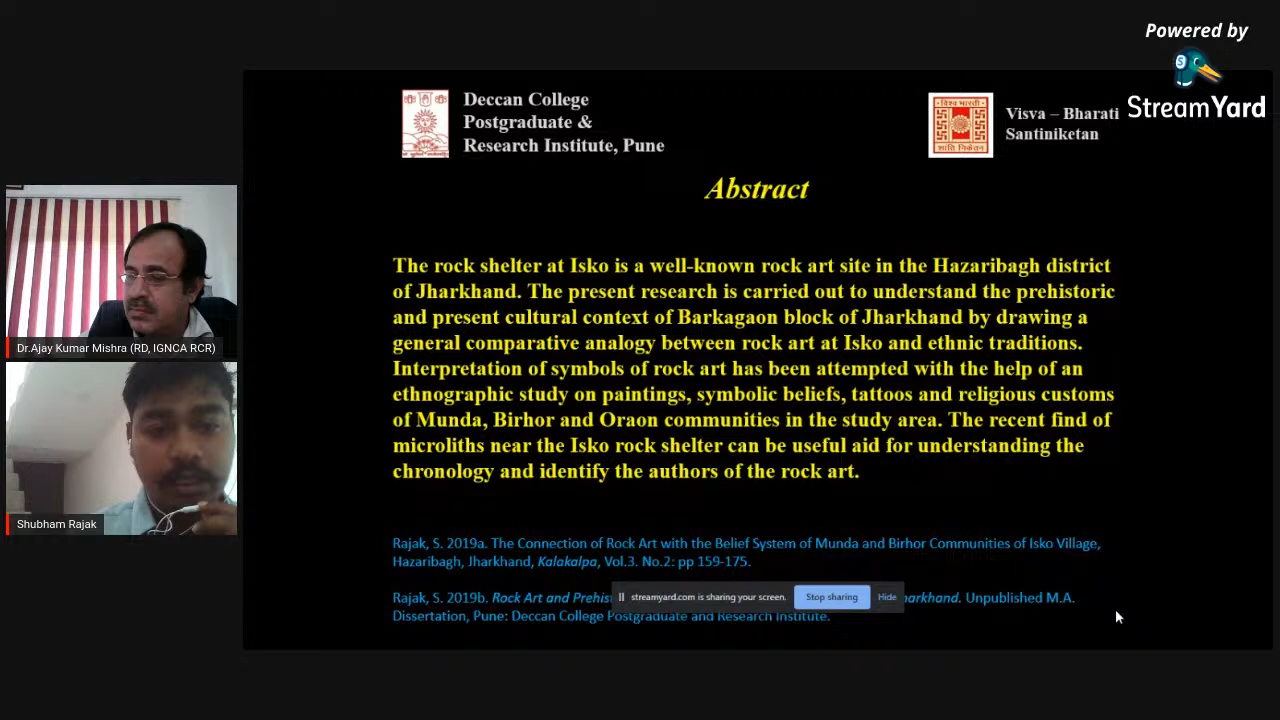 Powered by
StreamYard
Deccan College
Postgraduate &
Research Institute, Pune
विश्व भारती
शांति निकेतन
Visva – Bharati
Santiniketan
Abstract
The rock shelter at Isko is a well-known rock art site in the Hazaribagh district
of Jharkhand. The present research is carried out to understand the prehistoric
and present cultural context of Barkagaon block of Jharkhand by drawing a
general comparative analogy between rock art at Isko and ethnic traditions.
Interpretation of symbols of rock art has been attempted with the help of an
ethnographic study on paintings, symbolic beliefs, tattoos and religious customs
of Munda, Birhor and Oraon communities in the study area. The recent find of
microliths near the Isko rock shelter can be useful aid for understanding the
chronology and identify the authors of the rock art.
Dr.Ajay Kumar Mishra (RD, IGNCA RCR)
Shubham Rajak
Rajak, S. 2019a. The Connection of Rock Art with the Belief System of Munda and Birhor Communities of Isko Village,
Hazaribagh, Jharkhand, Kalakalpa, Vol.3. No.2: pp 159-175.
Rajak, S. 2019b. Rock Art and harkhand. Unpublished M.A.
streamyard.com is sharing your screen. Stop sharing Hide
Dissertation, Pune: Deccan College Postgraduate and Research Institute.